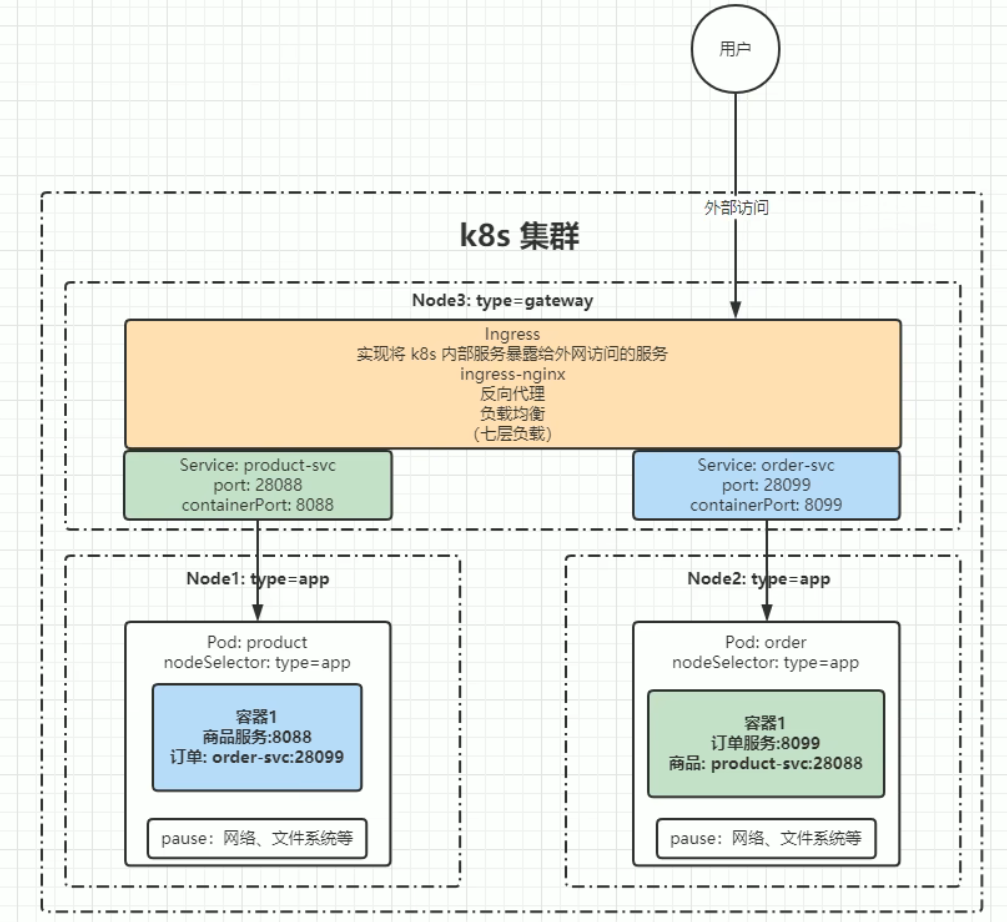 用户
外部访问
k8s 集群
Node3: type=gateway
Ingress
实现将 k8s 内部服务暴露给外网访问的服务
ingress-nginx
反向代理
负载均衡
（七层负载）
Service: product-svc
port: 28088
containerPort: 8088
Service: order-svc
port: 28099
containerPort: 8099
Node1: type=app
Pod: product
nodeSelector: type=app
容器1
商品服务:8088
订单: order-svc:28099
pause：网络、文件系统等
Node2: type=app
Pod: order
nodeSelector: type=app
容器1
订单服务:8099
商品: product-svc:28088
pause：网络、文件系统等